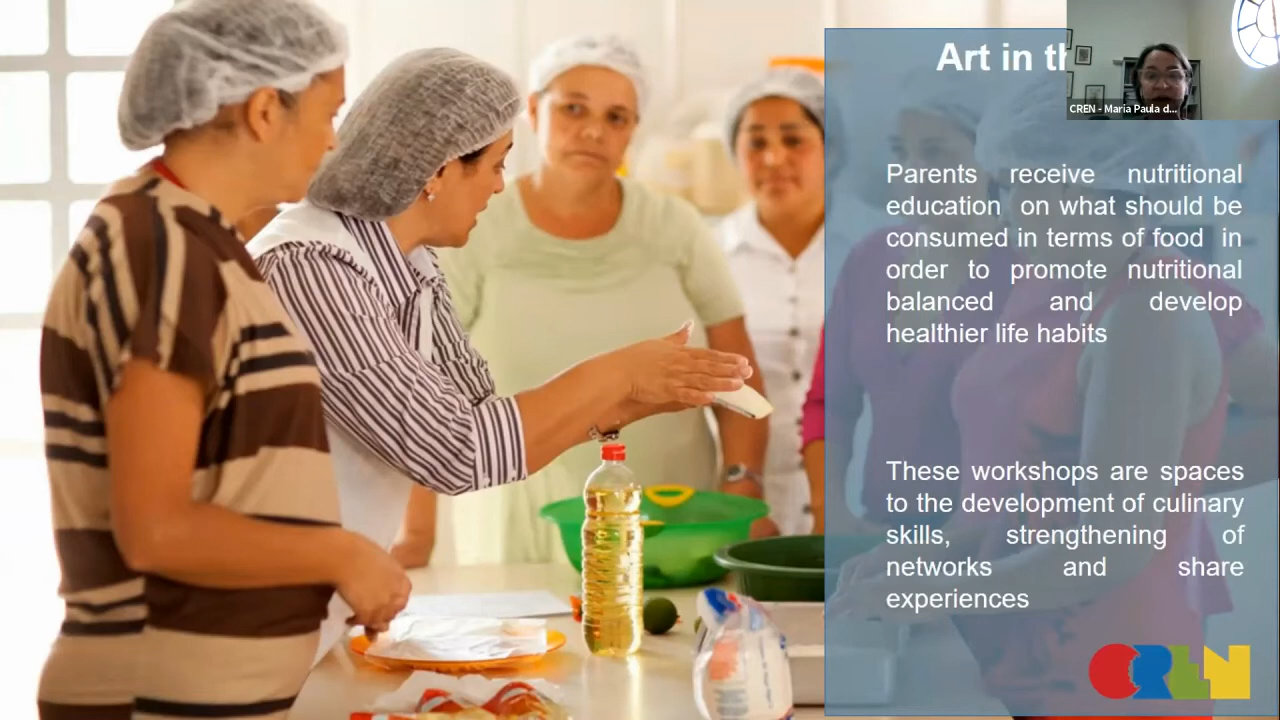 Art in th
CREN - Maria Paula d...
Parents receive nutritional
education on what should be
consumed in terms of food in
order to promote nutritional
balanced and develop
healthier life habits
These workshops are spaces
to the development of culinary
skills, strengthening of
networks and share
experiences
CREN